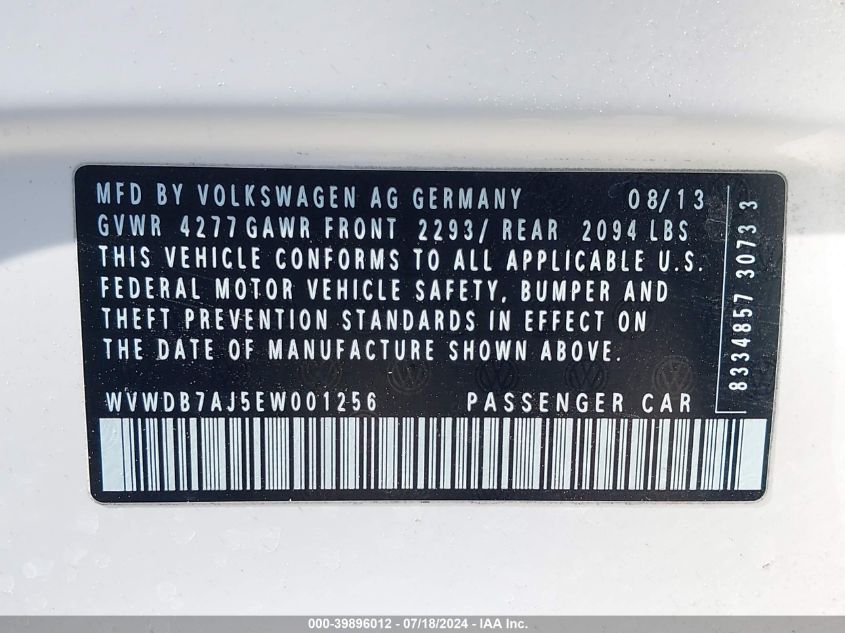 MFD BY VOLKSWAGEN AG GERMANY 08/13
GVWR 4277 GAWR FRONT 2293/ REAR 2094 LBS
THIS VEHICLE CONFORMS TO ALL APPLICABLE U.S.
FEDERAL MOTOR VEHICLE SAFETY, BUMPER AND
THEFT PREVENTION STANDARDS IN EFFECT ON
THE DATE OF MANUFACTURE SHOWN ABOVE.
WVWDB7AJ5EW001256 PASSENGER CAR
8334857 3073 3
000-39896012 - 07/18/2024 - IAA Inc.